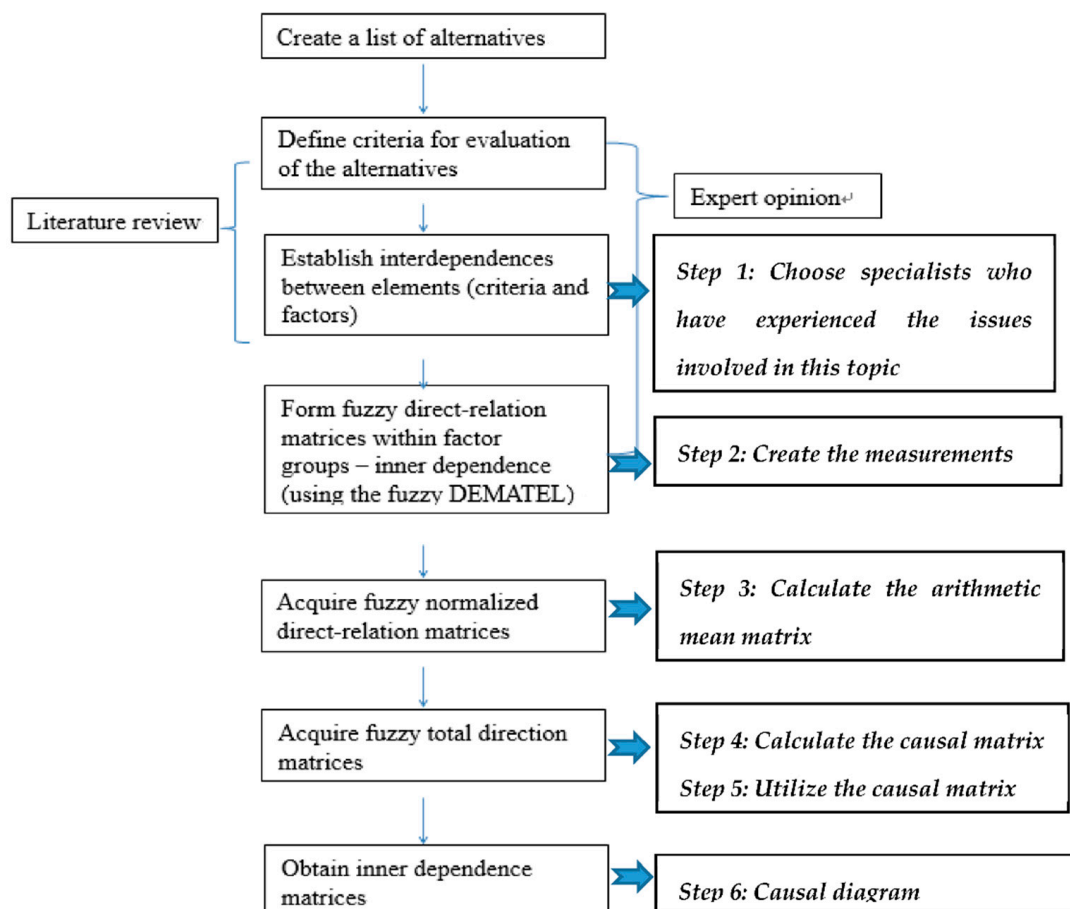 Create a list of alternatives
Define criteria for evaluation
of the alternatives
Expert opinion↵
Literature review
Establish interdependences
between elements (criteria and
factors)
Step 1: Choose specialists who
have experienced the issues
involved in this topic
Form fuzzy direct-relation
matrices within factor
groups – inner dependence
(using the fuzzy DEMATEL)
Step 2: Create the measurements
Acquire fuzzy normalized
direct-relation matrices
Step 3: Calculate the arithmetic
mean matrix
Acquire fuzzy total direction
matrices
Step 4: Calculate the causal matrix
Step 5: Utilize the causal matrix
Obtain inner dependence
matrices
Step 6: Causal diagram